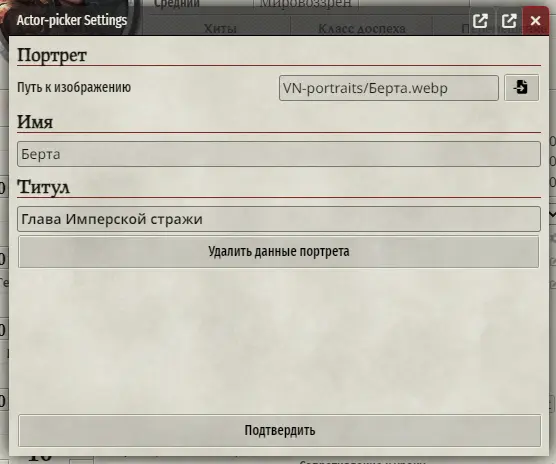 Средний
Мировоззрен
Хиты
Класс доспеха
Actor-picker Settings
Портрет
Путь к изображению
VN-portraits/Берта.webp
Имя
Берта
Титул
Глава Имперской стражи
Удалить данные портрета
Подтвердить